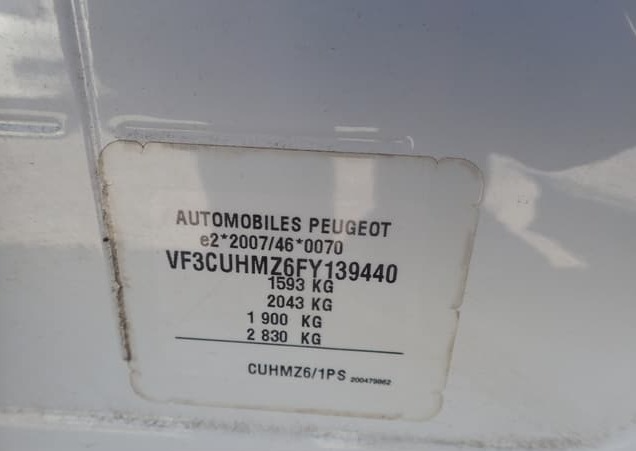 AUTOMOBILES PEUGEOT
e2*2007/46*0070
VF3CUHMZ6FY139440
1593 KG
2043 KG
1 900 KG
2 830 KG
CUHMZ6/1PS 200479862